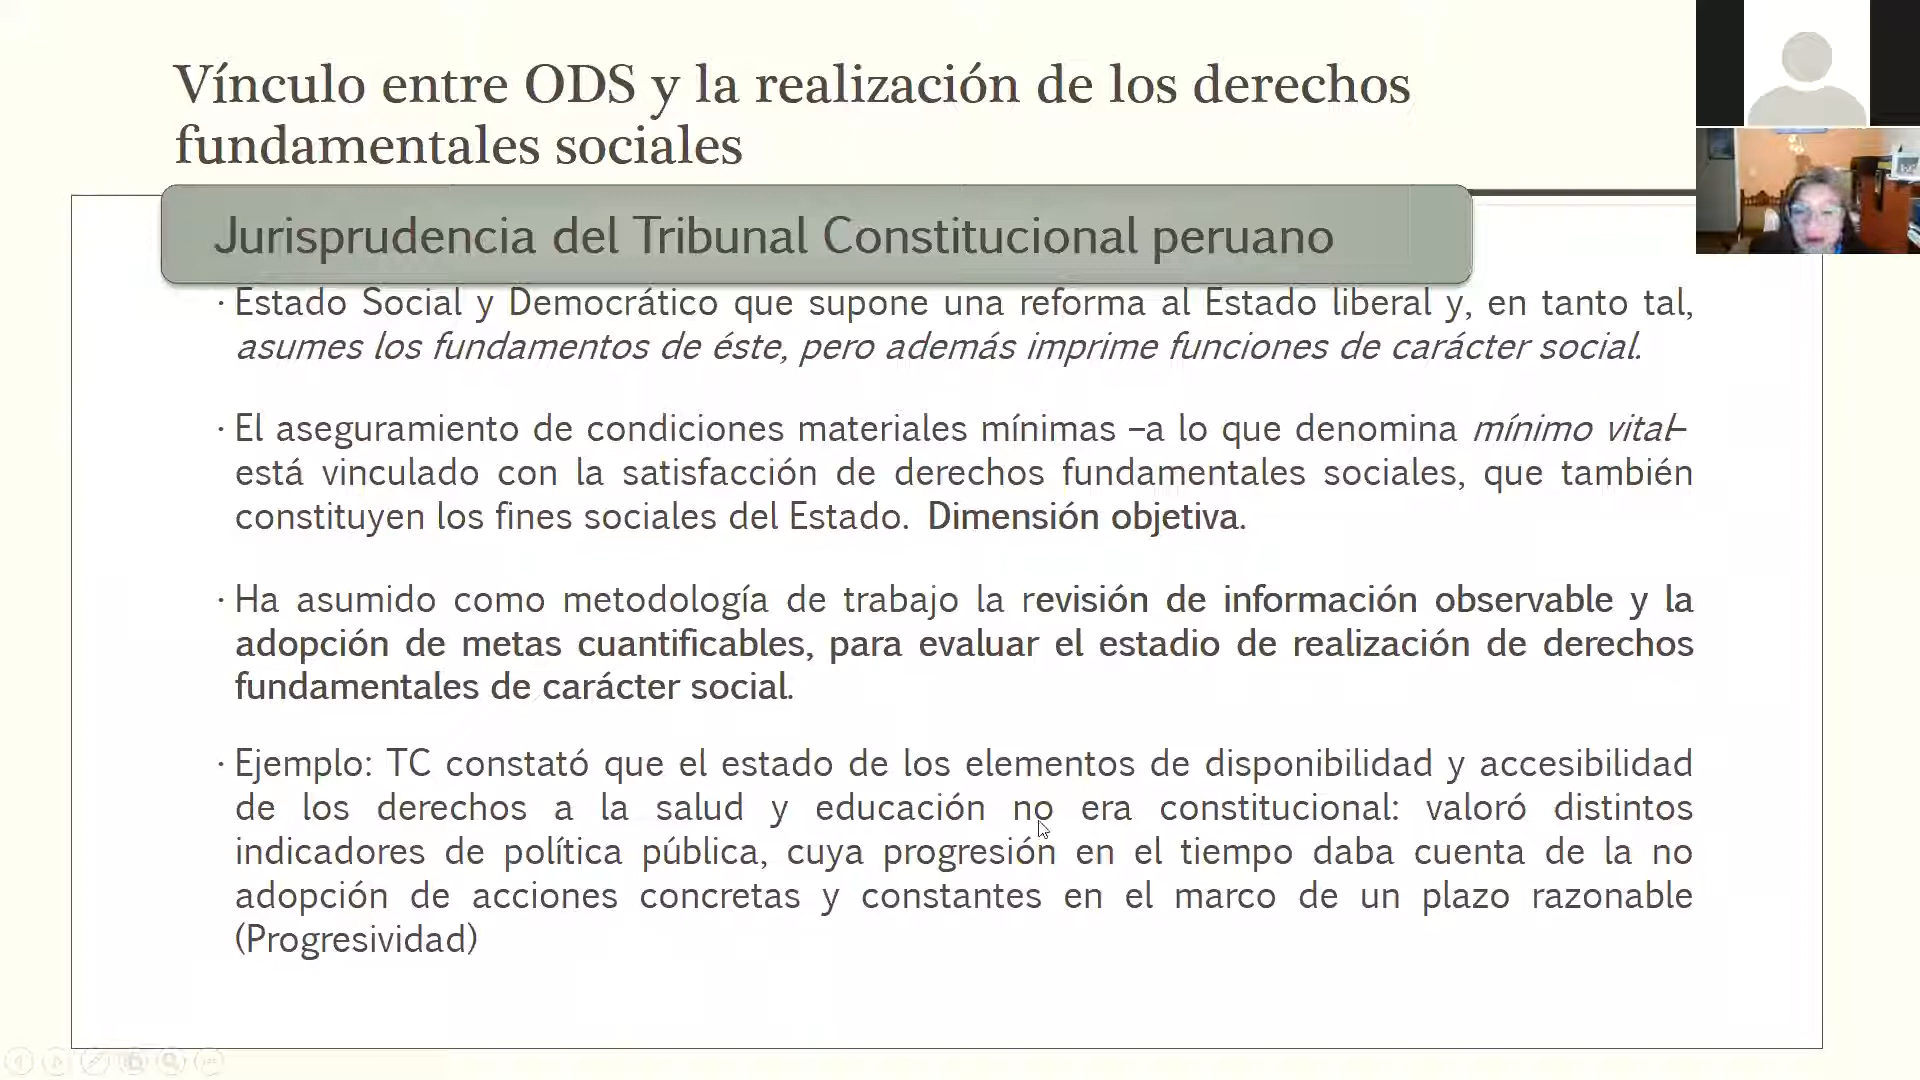 Vínculo entre ODS y la realización de los derechos
fundamentales sociales
Jurisprudencia del Tribunal Constitucional peruano
· Estado Social y Democrático que supone una reforma al Estado liberal y, en tanto tal,
asumes los fundamentos de éste, pero además imprime funciones de carácter social.
· El aseguramiento de condiciones materiales mínimas –a lo que denomina mínimo vital–
está vinculado con la satisfacción de derechos fundamentales sociales, que también
constituyen los fines sociales del Estado. Dimensión objetiva.
· Ha asumido como metodología de trabajo la revisión de información observable y la
adopción de metas cuantificables, para evaluar el estadio de realización de derechos
fundamentales de carácter social.
· Ejemplo: TC constató que el estado de los elementos de disponibilidad y accesibilidad
de los derechos a la salud y educación no era constitucional: valoró distintos
indicadores de política pública, cuya progresión en el tiempo daba cuenta de la no
adopción de acciones concretas y constantes en el marco de un plazo razonable
(Progresividad)